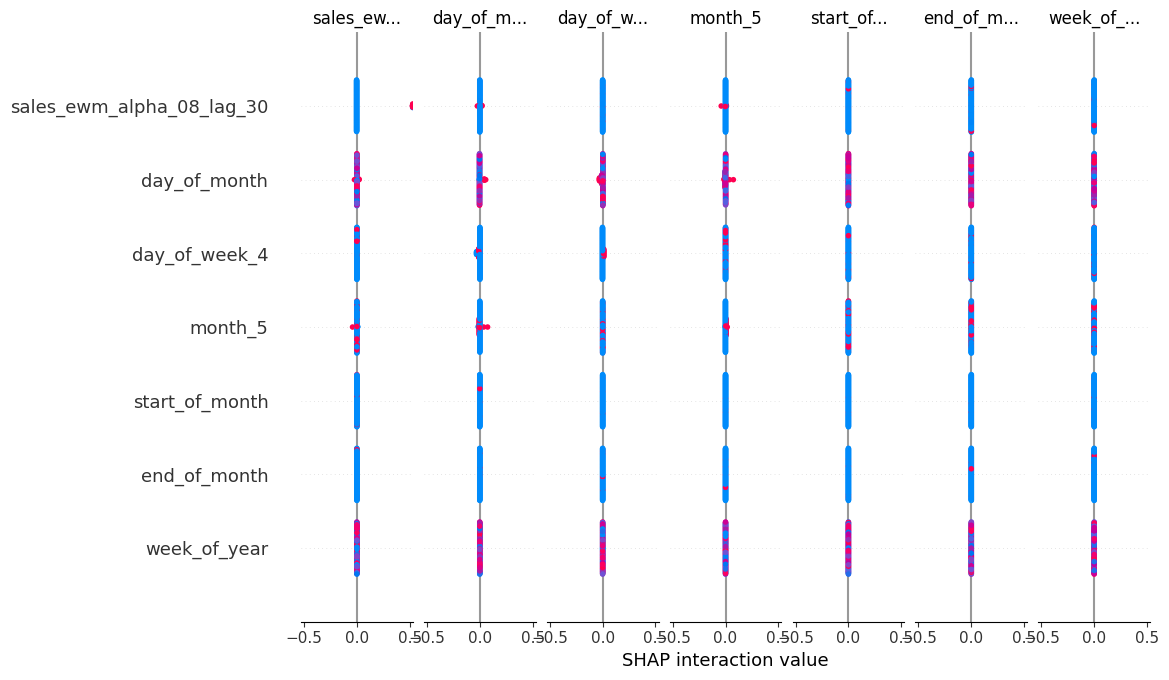 sales_ew... day_of_m... day_of_w... month_5 start_of... end_of_m... week_of_...
sales_ewm_alpha_08_lag_30
day_of_month
day_of_week_4
month_5
start_of_month
end_of_month
week_of_year
−0.5 0.0 0.5 −0.5 0.0 0.5 −0.5 0.0 0.5 −0.5 0.0 0.5 −0.5 0.0 0.5 −0.5 0.0 0.5 −0.5 0.0 0.5
SHAP interaction value